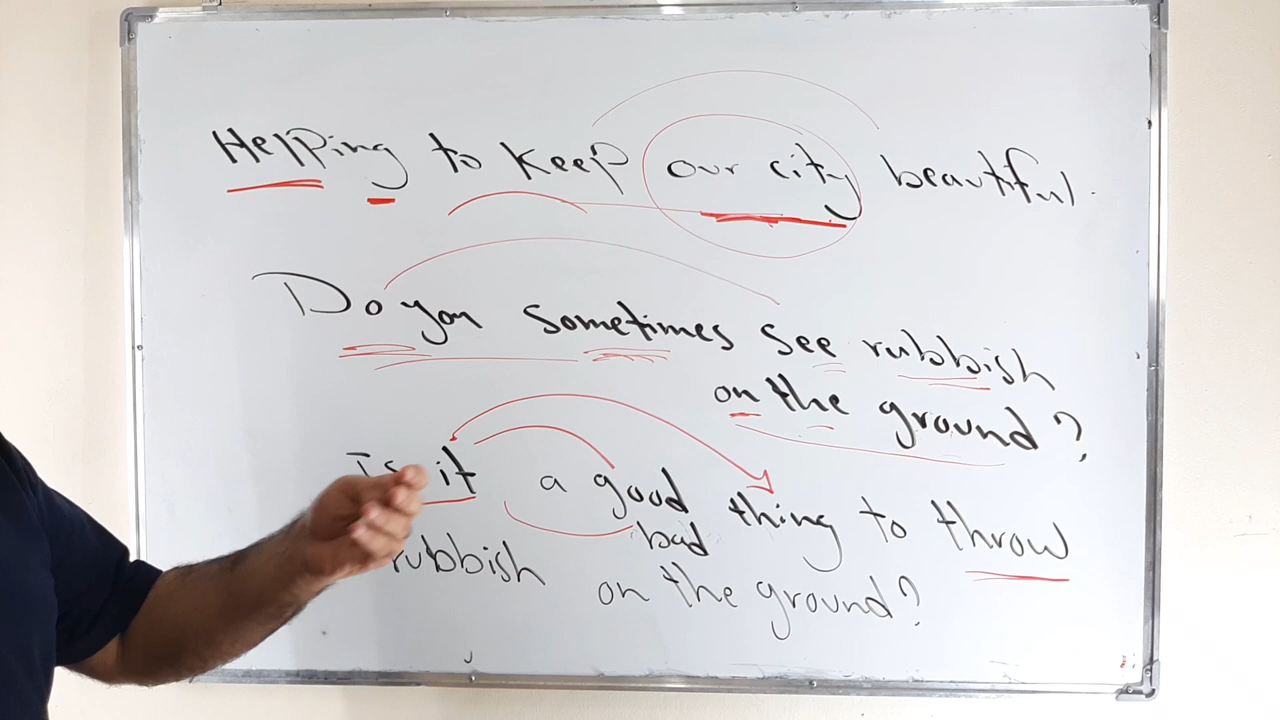 Helping to keep our city beautiful.
Do you sometimes see rubbish
on the ground?
Is it a good thing to throw
bad
rubbish on the ground?